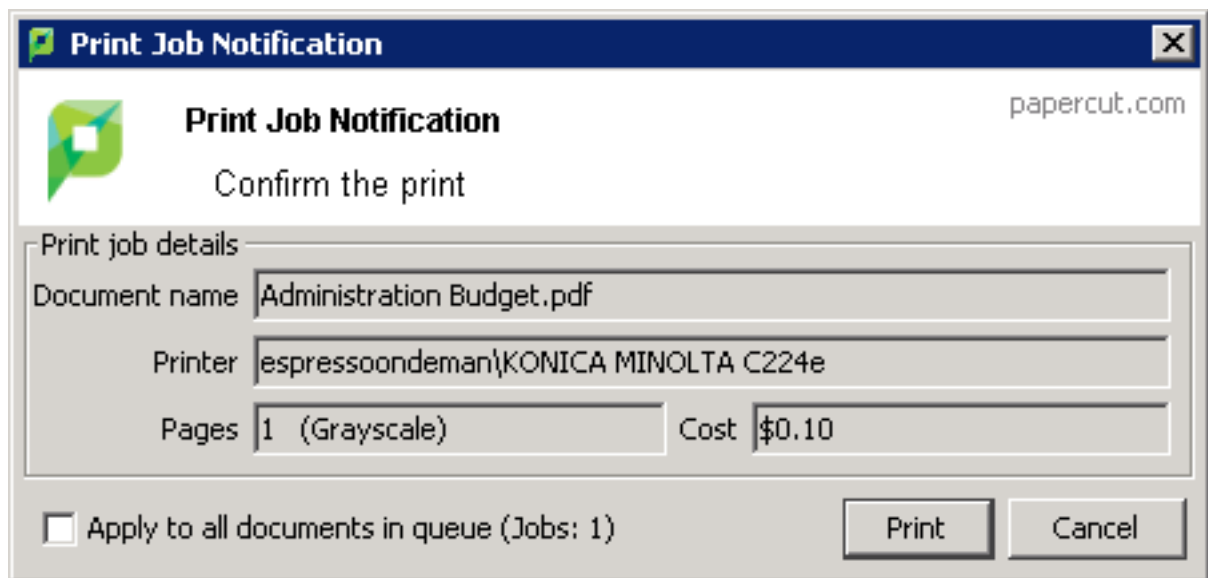 Print Job Notification
papercut.com
Print Job Notification
Confirm the print
Print job details
Document name Administration Budget.pdf
Printer espressoondeman\KONICA MINOLTA C224e
Pages 1 (Grayscale) Cost $0.10
Apply to all documents in queue (Jobs: 1) Print Cancel